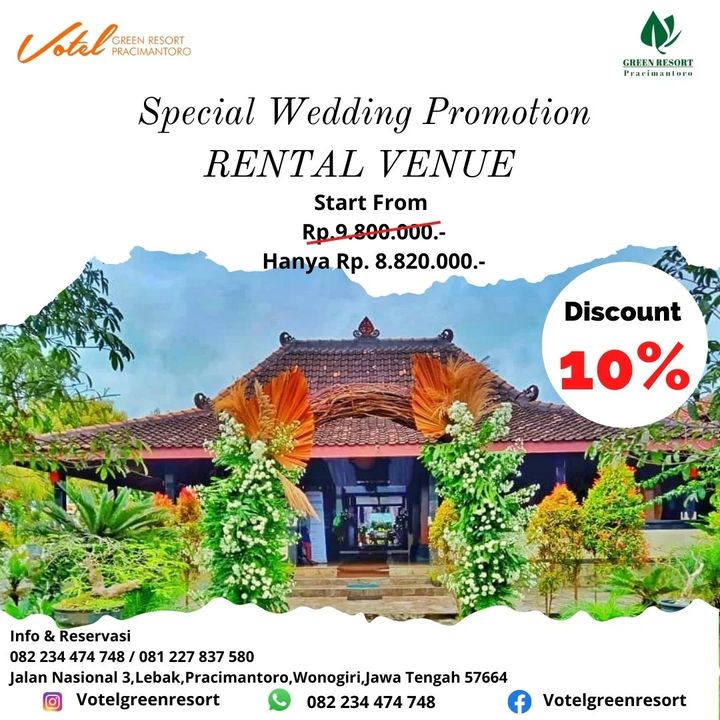 Votel GREEN RESORT
PRACIMANTORO
GREEN RESORT
Pracimantoro
Special Wedding Promotion
RENTAL VENUE
Start From
Rp.9.800.000.-
Hanya Rp. 8.820.000.-
Discount
10%
Info & Reservasi
082 234 474 748 / 081 227 837 580
Jalan Nasional 3,Lebak,Pracimantoro,Wonogiri,Jawa Tengah 57664
Votelgreenresort
082 234 474 748
Votelgreenresort